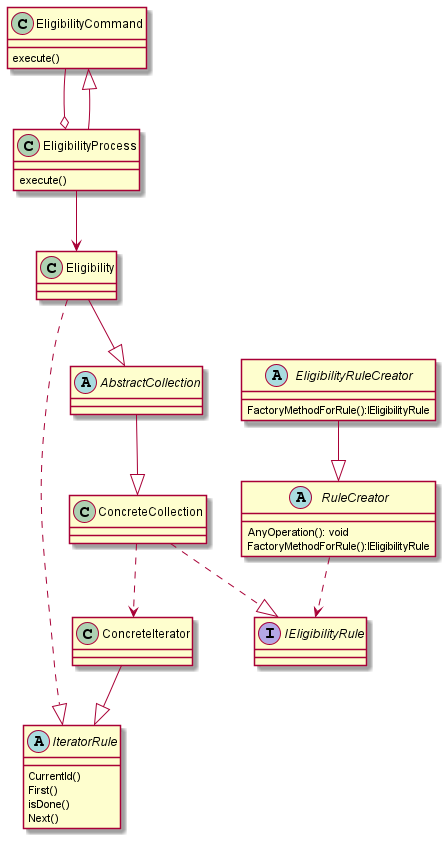 C EligibilityCommand
execute()
C EligibilityProcess
execute()
C Eligibility
A AbstractCollection
A EligibilityRuleCreator
FactoryMethodForRule():IEligibilityRule
C ConcreteCollection
A RuleCreator
AnyOperation(): void
FactoryMethodForRule():IEligibilityRule
C ConcreteIterator
I IEligibilityRule
A IteratorRule
CurrentId()
First()
isDone()
Next()